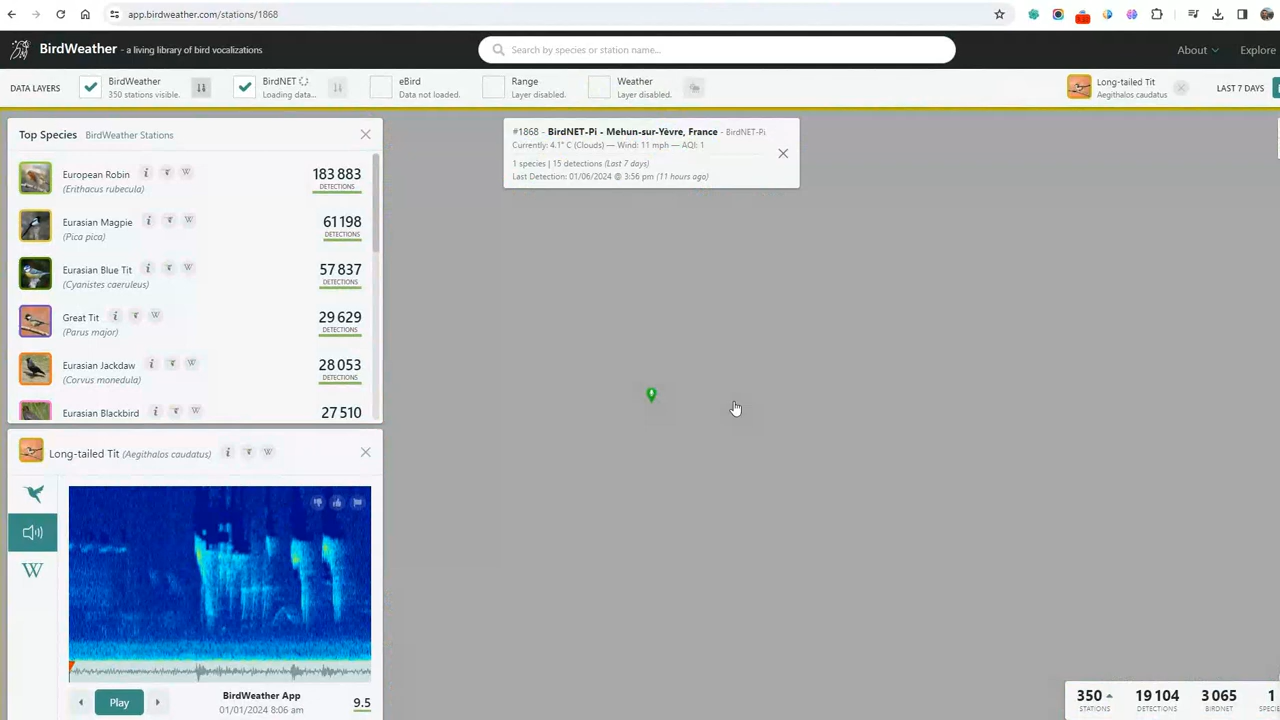 app.birdweather.com/stations/1868
BirdWeather - a living library of bird vocalizations
Search by species or station name...
About
Explore
DATA LAYERS
BirdWeather
350 stations visible.
BirdNET
Loading data...
eBird
Data not loaded.
Range
Layer disabled.
Weather
Layer disabled.
Long-tailed Tit
Aegithalos caudatus
LAST 7 DAYS
Top Species BirdWeather Stations
European Robin
(Erithacus rubecula)
183 883
DETECTIONS
Eurasian Magpie
(Pica pica)
61 198
DETECTIONS
Eurasian Blue Tit
(Cyanistes caeruleus)
57 837
DETECTIONS
Great Tit
(Parus major)
29 629
DETECTIONS
Eurasian Jackdaw
(Corvus monedula)
28 053
DETECTIONS
Eurasian Blackbird
27 510
#1868 - BirdNET-Pi - Mehun-sur-Yèvre, France - BirdNET-Pi
Currently: 4.1° C (Clouds) — Wind: 11 mph — AQI: 1
1 species | 15 detections (Last 7 days)
Last Detection: 01/06/2024 @ 3:56 pm (11 hours ago)
Long-tailed Tit (Aegithalos caudatus)
Play
BirdWeather App
01/01/2024 8:06 am
9.5
350
STATIONS
19 104
DETECTIONS
3 065
BIRDNET
1
SPECIE